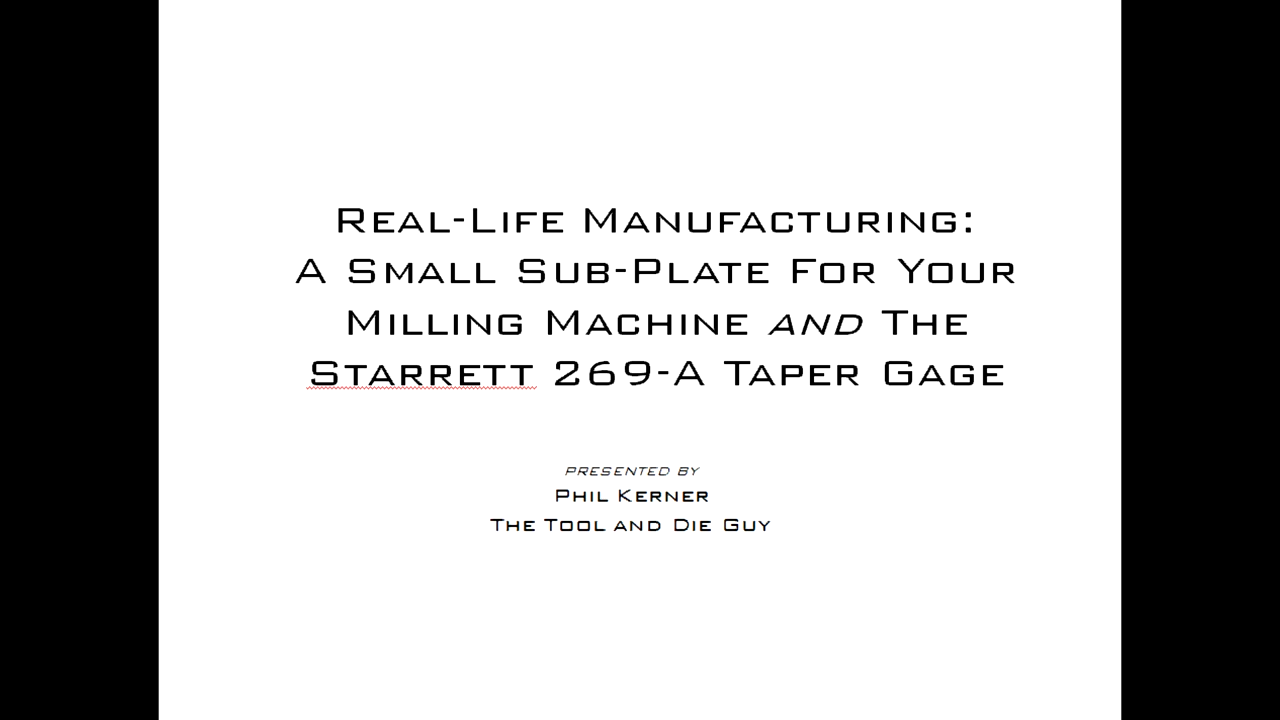 Real-Life Manufacturing:
A Small Sub-Plate For Your
Milling Machine and The
Starrett 269-A Taper Gage
presented by
Phil Kerner
The Tool and Die Guy